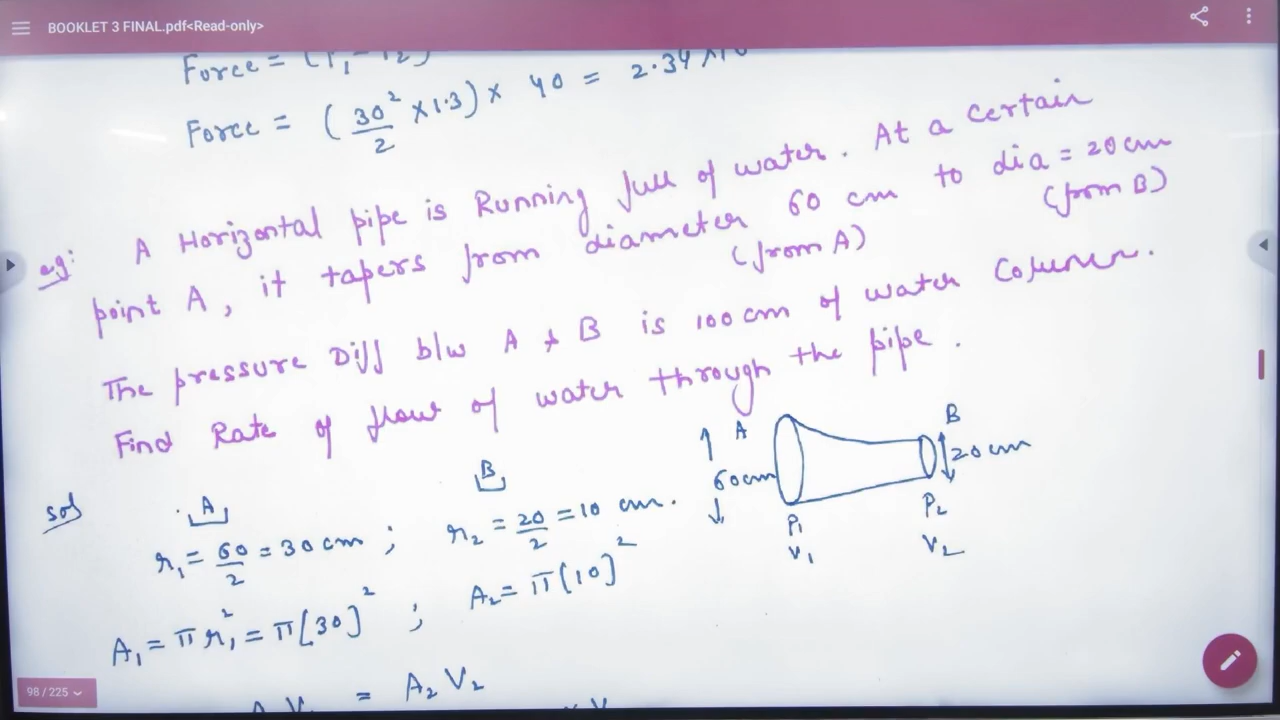 BOOKLET 3 FINAL.pdf<Read-only>
Force =
Force = (30²/2 ×1.3) × 40 = 2.34 ×10
eg: A Horizontal pipe is Running full of water. At a certain
point A, it tapers from diameter 60 cm to dia = 20 cm
(from A) (from B)
The pressure Diff b/w A & B is 100 cm of water Column.
Find Rate of flow of water through the pipe.
A B
60cm 20 cm
P₁ P₂
V₁ V₂
sol A B
r₁ = 60/2 = 30 cm ; r₂ = 20/2 = 10 cm.
A₁ = πr₁² = π[30]² ; A₂ = π(10)²
= A₂ V₂
98 / 225